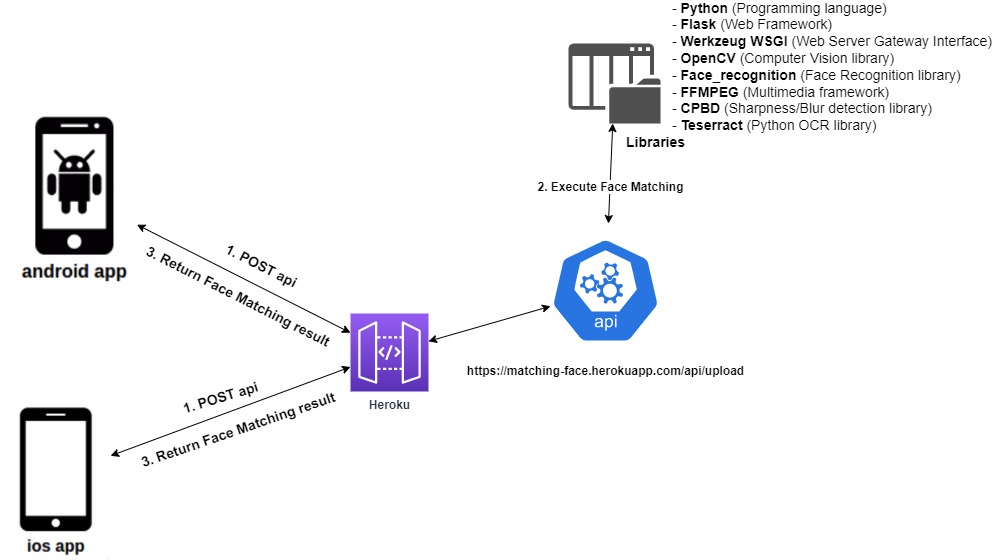 - Python (Programming language)
- Flask (Web Framework)
- Werkzeug WSGI (Web Server Gateway Interface)
- OpenCV (Computer Vision library)
- Face_recognition (Face Recognition library)
- FFMPEG (Multimedia framework)
- CPBD (Sharpness/Blur detection library)
- Teserract (Python OCR library)
Libraries
2. Execute Face Matching
android app
1. POST api
3. Return Face Matching result
api
</>
https://matching-face.herokuapp.com/api/upload
Heroku
1. POST api
3. Return Face Matching result
ios app